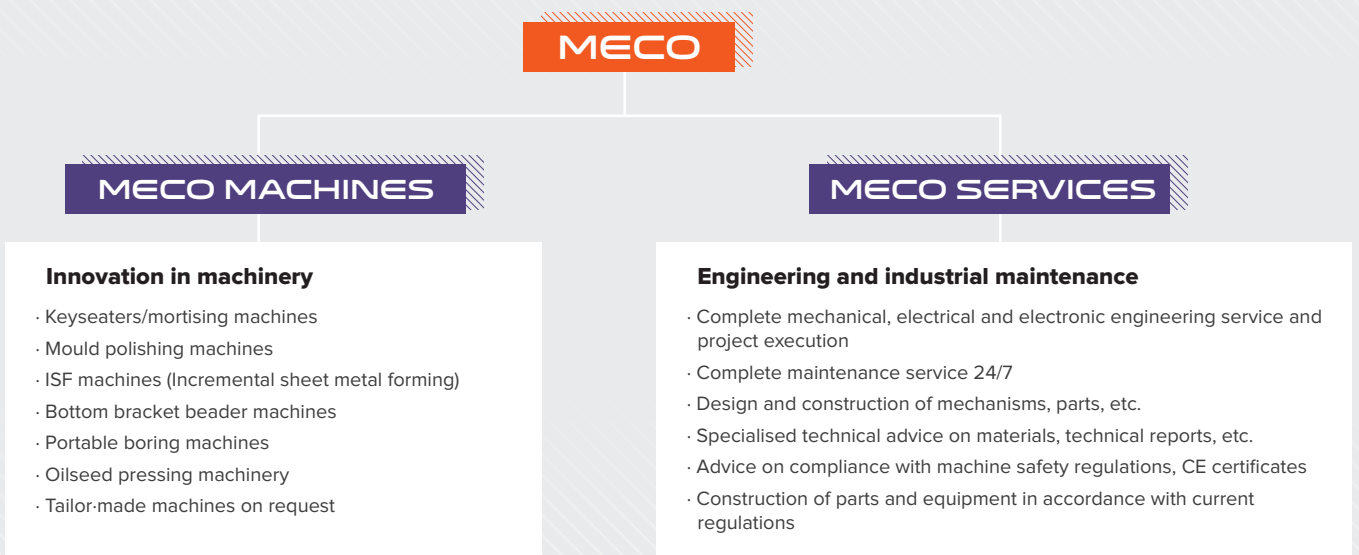 MECO
MECO MACHINES
Innovation in machinery
· Keyseaters/mortising machines
· Mould polishing machines
· ISF machines (Incremental sheet metal forming)
· Bottom bracket beader machines
· Portable boring machines
· Oilseed pressing machinery
· Tailor·made machines on request
MECO SERVICES
Engineering and industrial maintenance
· Complete mechanical, electrical and electronic engineering service and
project execution
· Complete maintenance service 24/7
· Design and construction of mechanisms, parts, etc.
· Specialised technical advice on materials, technical reports, etc.
· Advice on compliance with machine safety regulations, CE certificates
· Construction of parts and equipment in accordance with current
regulations